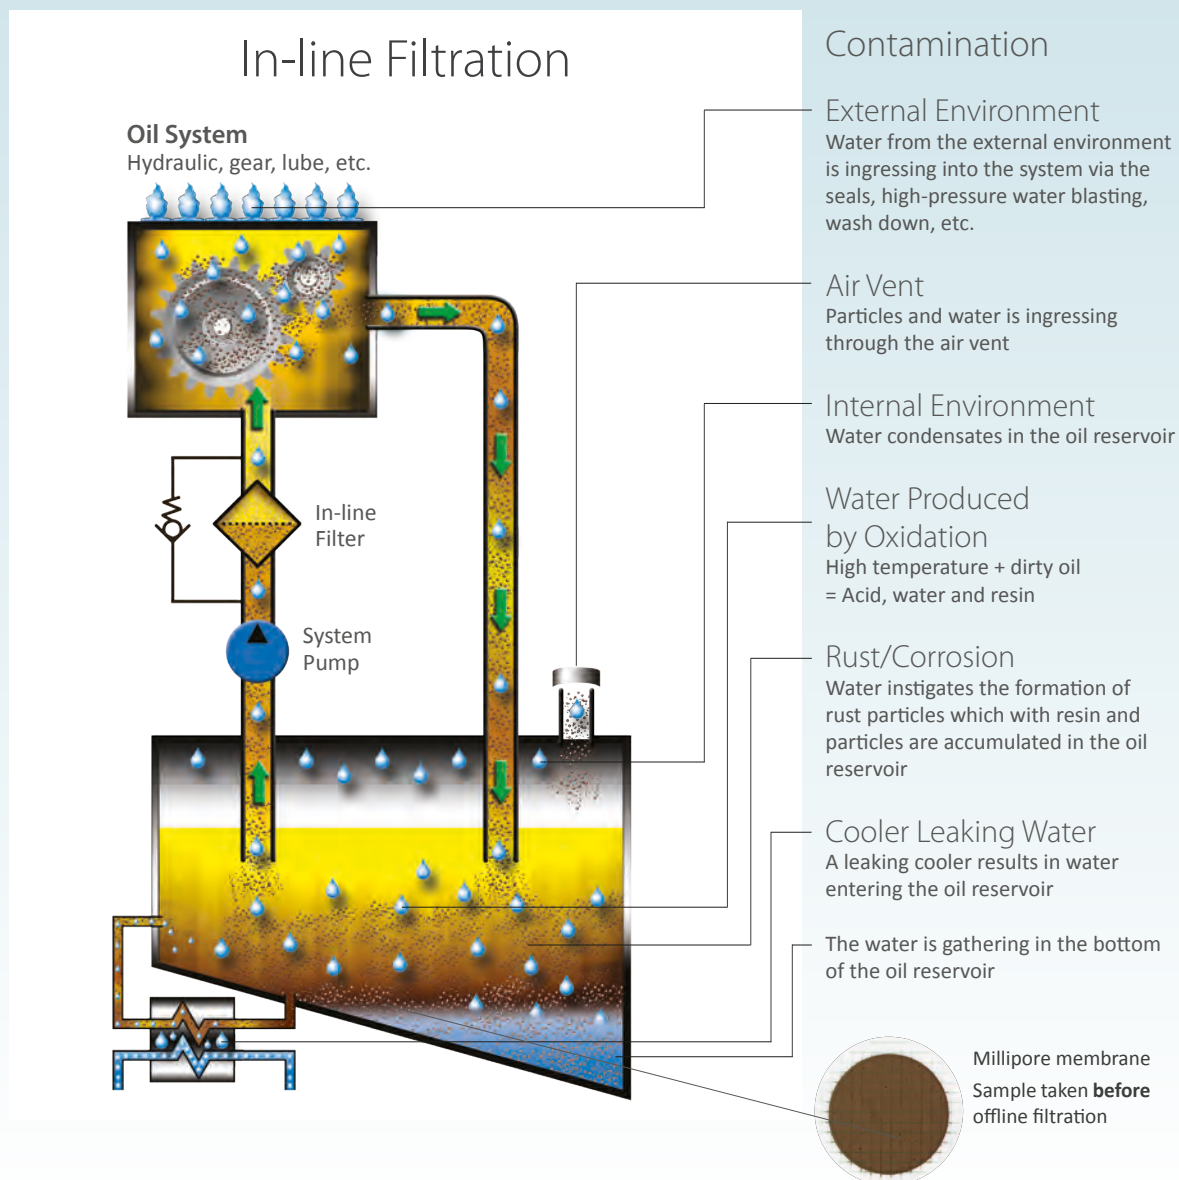 In-line Filtration
Oil System
Hydraulic, gear, lube, etc.
In-line
Filter
System
Pump
Contamination
External Environment
Water from the external environment
is ingressing into the system via the
seals, high-pressure water blasting,
wash down, etc.
Air Vent
Particles and water is ingressing
through the air vent
Internal Environment
Water condensates in the oil reservoir
Water Produced
by Oxidation
High temperature + dirty oil
= Acid, water and resin
Rust/Corrosion
Water instigates the formation of
rust particles which with resin and
particles are accumulated in the oil
reservoir
Cooler Leaking Water
A leaking cooler results in water
entering the oil reservoir
The water is gathering in the bottom
of the oil reservoir
Millipore membrane
Sample taken before
offline filtration